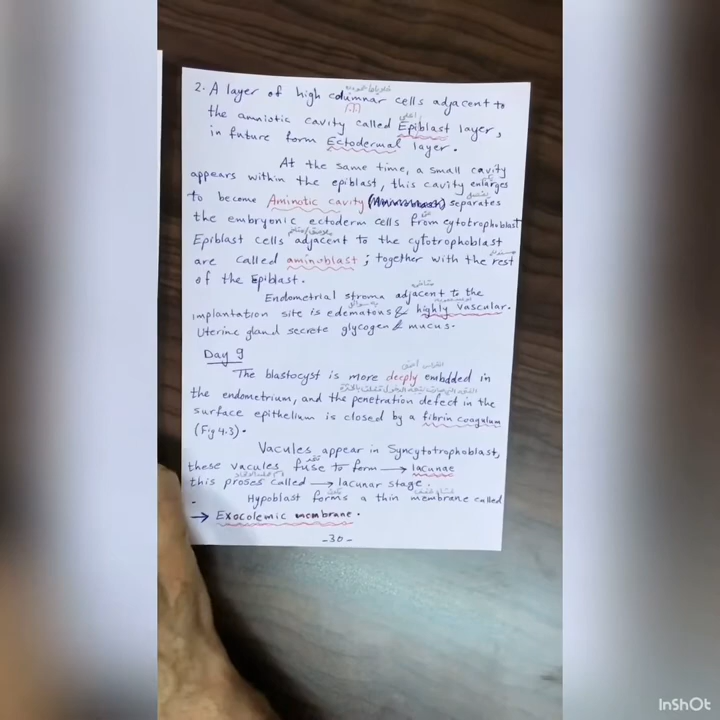 2. A layer of high columnar cells adjacent to
the amniotic cavity called Epiblast layer,
in future form Ectodermal layer.
At the same time, a small cavity
appears within the epiblast, this cavity enlarges
to become Aminotic cavity separates
the embryonic ectoderm cells from cytotrophoblast
Epiblast cells adjacent to the cytotrophoblast
are called aminoblast; together with the rest
of the Epiblast.
Endometrial stroma adjacent to the
implantation site is edematous & highly vascular.
Uterine gland secrete glycogen & mucus.
Day 9
The blastocyst is more deeply embdded in
the endometrium, and the penetration defect in the
surface epithelium is closed by a fibrin coagulum
(Fig 4.3).
Vacules appear in Syncytotrophoblast,
these vacules fuse to form → lacunae
this proses called → lacunar stage.
- Hypoblast forms a thin membrane called
→ Exocolemic membrane.
-30-
InShOt